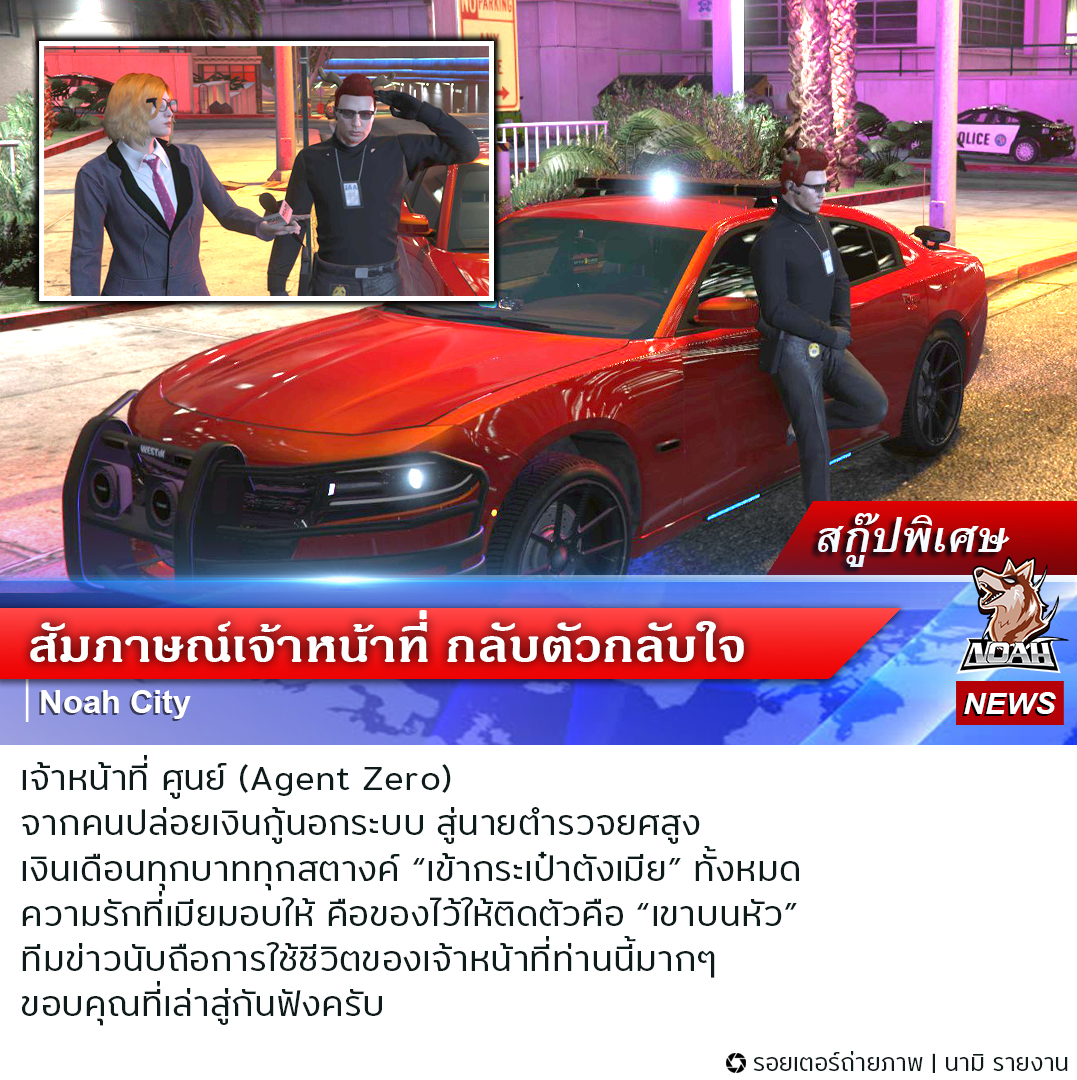 NO PARKING
POLICE
IAA
WESTIN
สกู๊ปพิเศษ
สัมภาษณ์เจ้าหน้าที่ กลับตัวกลับใจ
Noah City
NOAH
NEWS
เจ้าหน้าที่ ศูนย์ (Agent Zero)
จากคนปล่อยเงินกู้นอกระบบ สู่นายตำรวจยศสูง
เงินเดือนทุกบาททุกสตางค์ “เข้ากระเป๋าตังเมีย” ทั้งหมด
ความรักที่เมียมอบให้ คือของไว้ให้ติดตัวคือ “เขาบนหัว”
ทีมข่าวนับถือการใช้ชีวิตของเจ้าหน้าที่ท่านนี้มากๆ
ขอบคุณที่เล่าสู่กันฟังครับ
รอยเตอร์ถ่ายภาพ | นามิ รายงาน